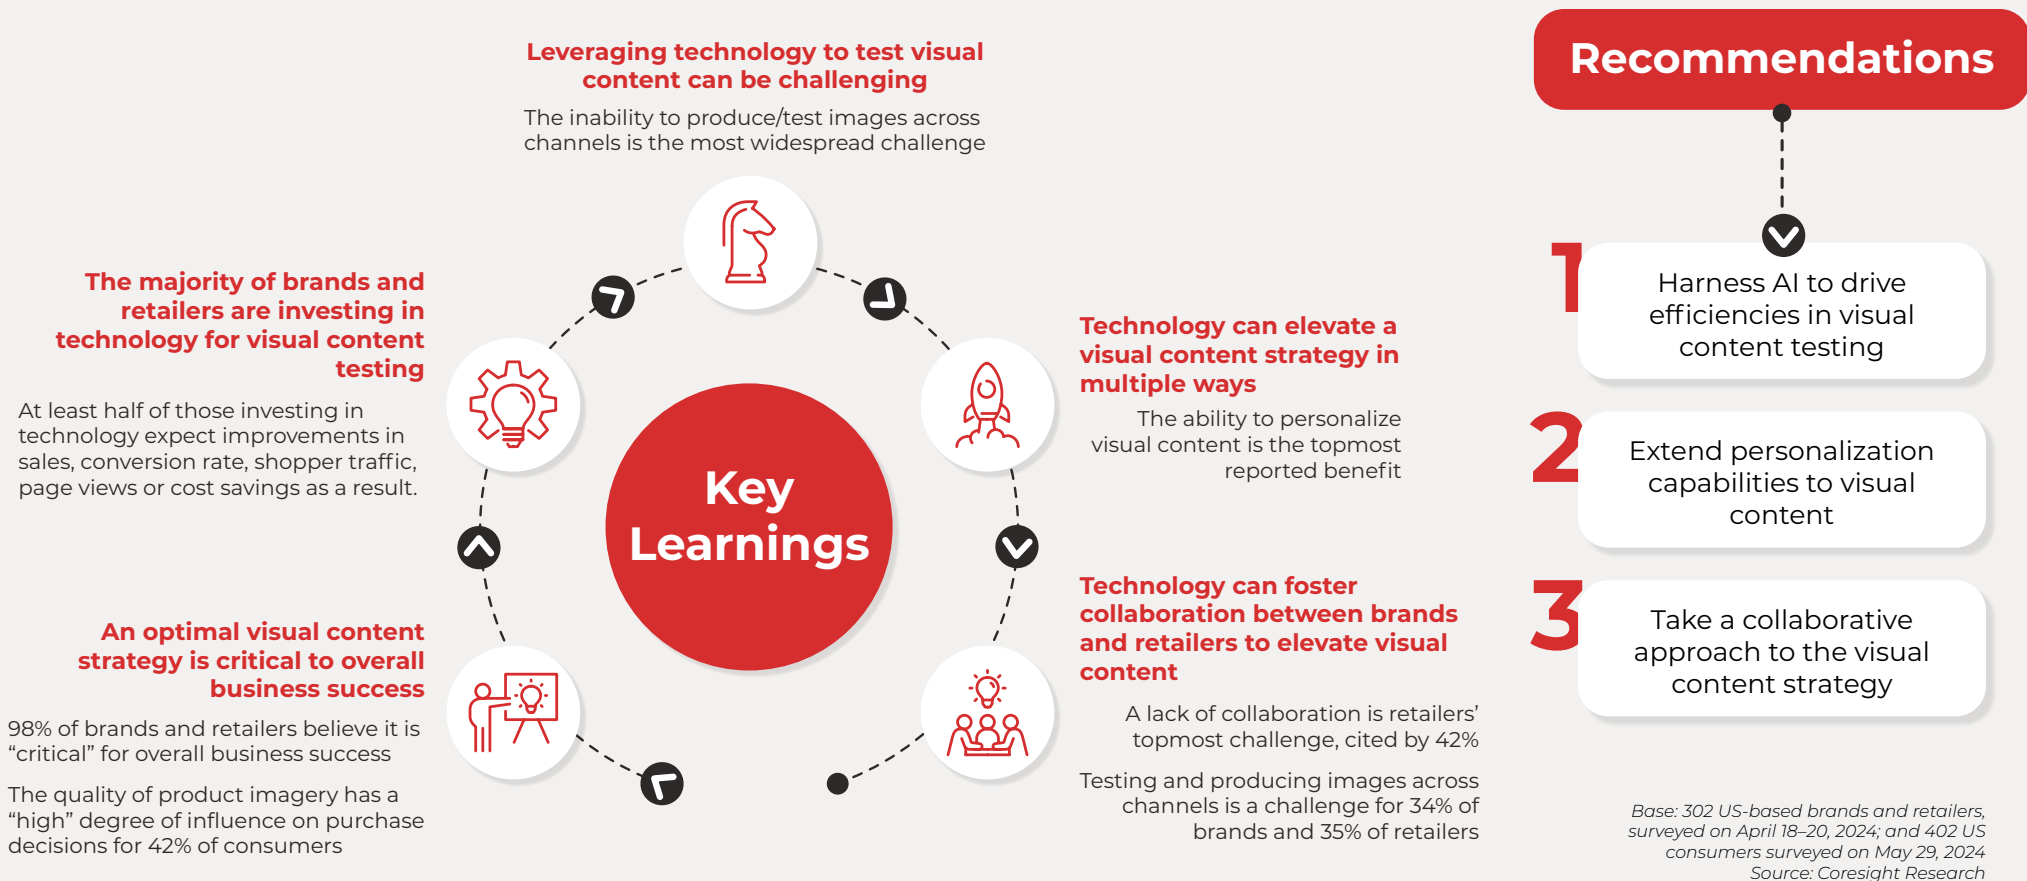 Leveraging technology to test visual
content can be challenging
The inability to produce/test images across
channels is the most widespread challenge
The majority of brands and
retailers are investing in
technology for visual content
testing
At least half of those investing in
technology expect improvements in
sales, conversion rate, shopper traffic,
page views or cost savings as a result.
An optimal visual content
strategy is critical to overall
business success
98% of brands and retailers believe it is
“critical” for overall business success
The quality of product imagery has a
“high” degree of influence on purchase
decisions for 42% of consumers
Key
Learnings
Technology can elevate a
visual content strategy in
multiple ways
The ability to personalize
visual content is the topmost
reported benefit
Technology can foster
collaboration between brands
and retailers to elevate visual
content
A lack of collaboration is retailers’
topmost challenge, cited by 42%
Testing and producing images across
channels is a challenge for 34% of
brands and 35% of retailers
Recommendations
1
Harness AI to drive
efficiencies in visual
content testing
2
Extend personalization
capabilities to visual
content
3
Take a collaborative
approach to the visual
content strategy
Base: 302 US-based brands and retailers,
surveyed on April 18–20, 2024; and 402 US
consumers surveyed on May 29, 2024
Source: Coresight Research